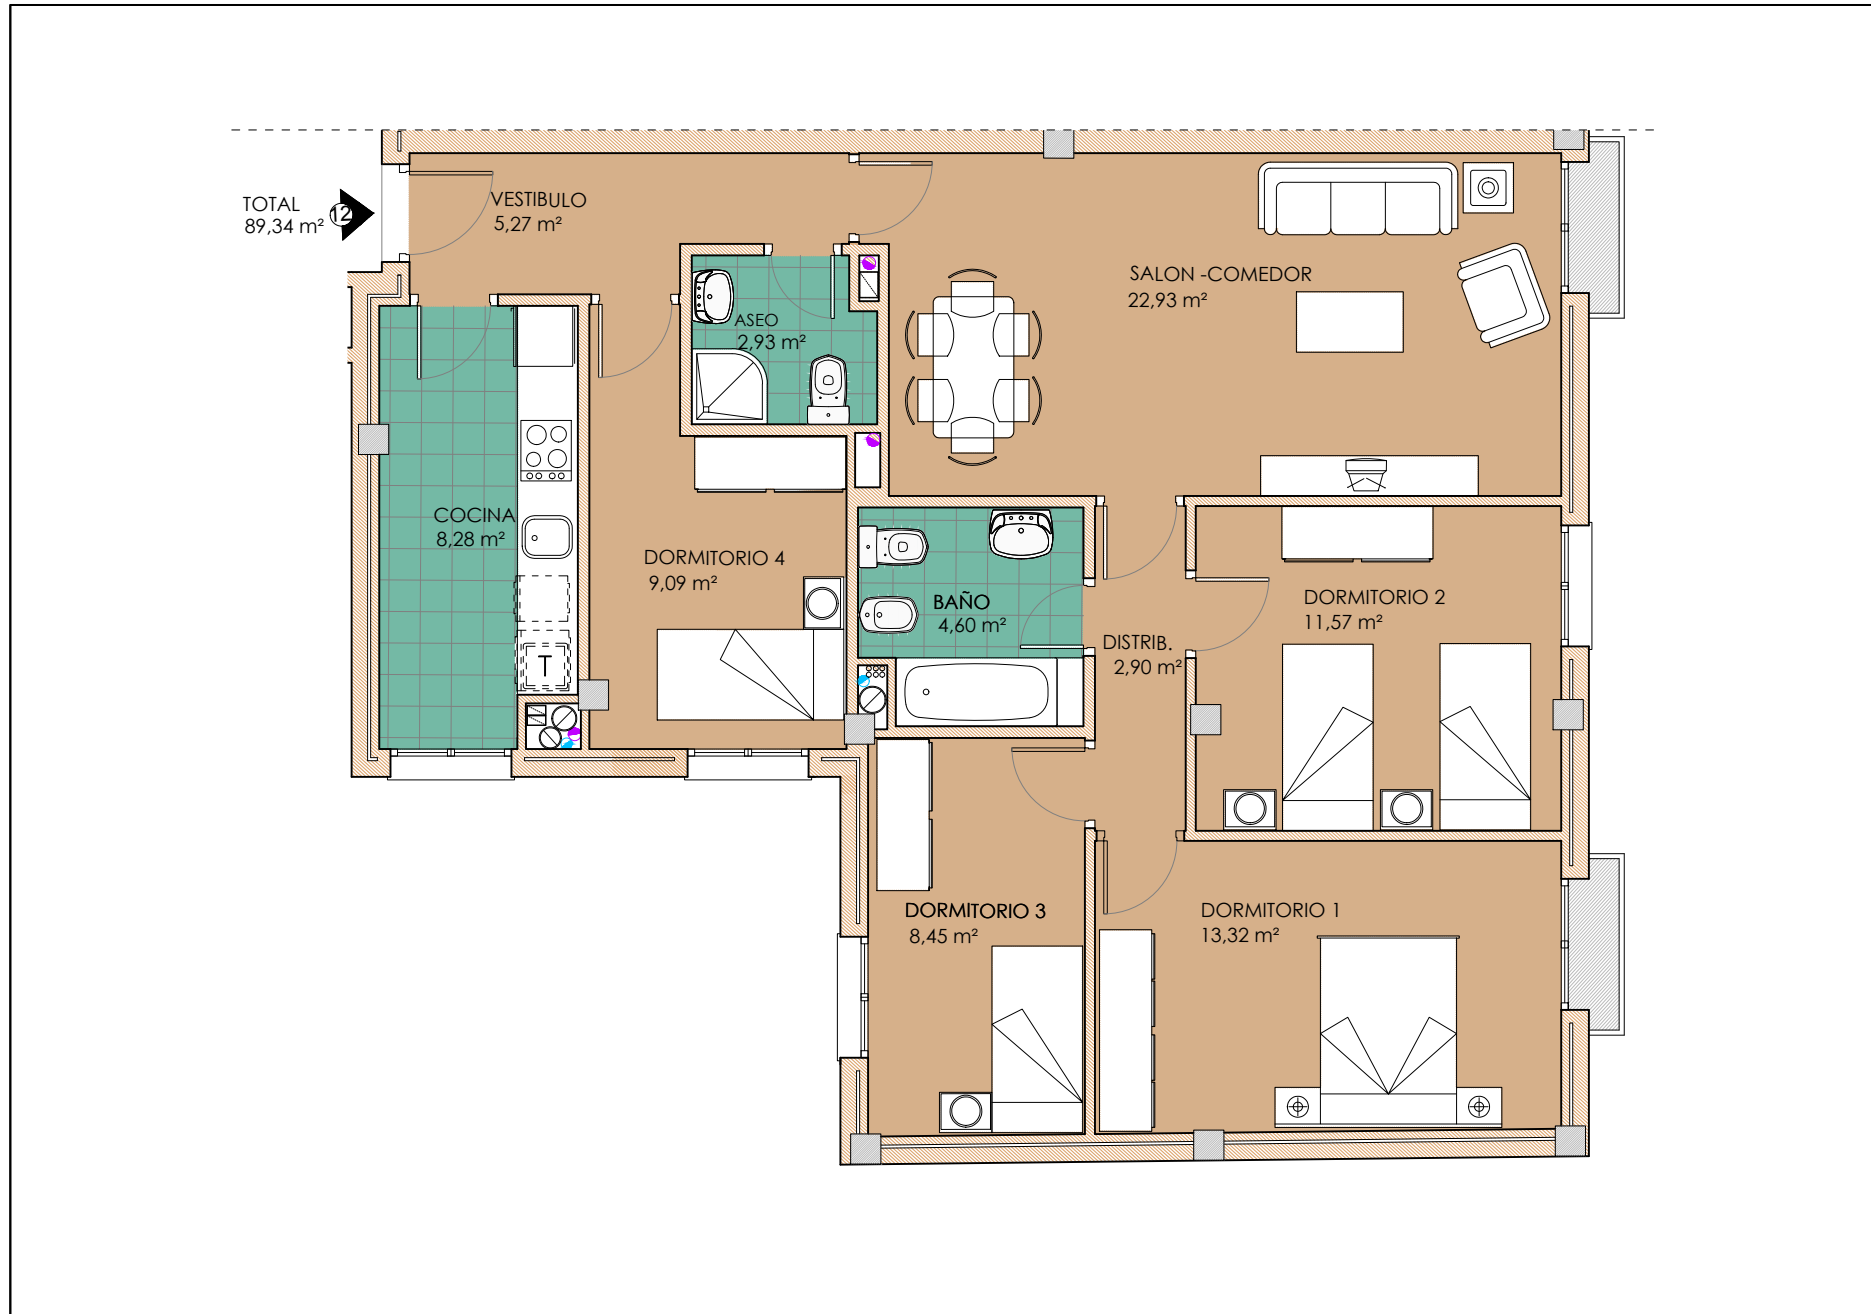 TOTAL
89,34 m²
12
VESTIBULO
5,27 m²
SALON -COMEDOR
22,93 m²
ASEO
2,93 m²
COCINA
8,28 m²
DORMITORIO 4
9,09 m²
BAÑO
4,60 m²
DORMITORIO 2
11,57 m²
DISTRIB.
2,90 m²
T
DORMITORIO 3
8,45 m²
DORMITORIO 1
13,32 m²